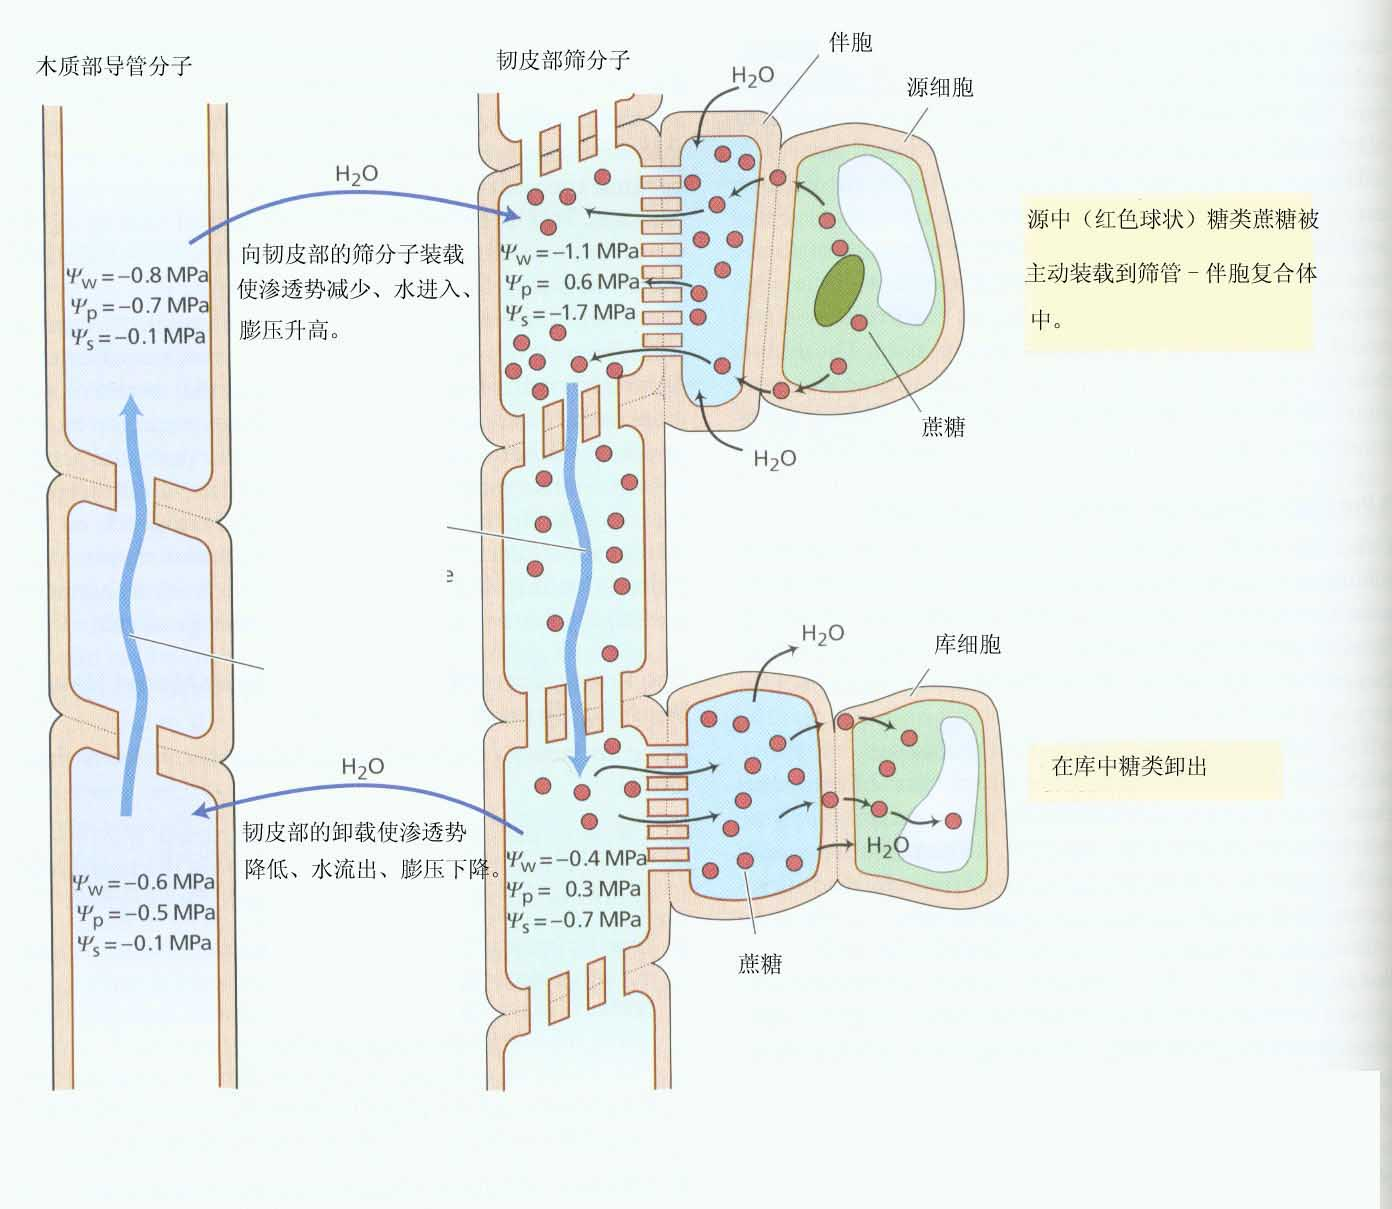 木质部导管分子
韧皮部筛分子
伴胞
源细胞
H₂O
H₂O
向韧皮部的筛分子装载
使渗透势减少、水进入、
膨压升高。
Ψw = −0.8 MPa
Ψp = −0.7 MPa
Ψs = −0.1 MPa
Ψw = −1.1 MPa
Ψp = 0.6 MPa
Ψs = −1.7 MPa
源中（红色球状）糖类蔗糖被
主动装载到筛管－伴胞复合体
中。
蔗糖
H₂O
e
H₂O
库细胞
H₂O
韧皮部的卸载使渗透势
降低、水流出、膨压下降。
在库中糖类卸出
H₂O
Ψw = −0.6 MPa
Ψp = −0.5 MPa
Ψs = −0.1 MPa
Ψw = −0.4 MPa
Ψp = 0.3 MPa
Ψs = −0.7 MPa
蔗糖